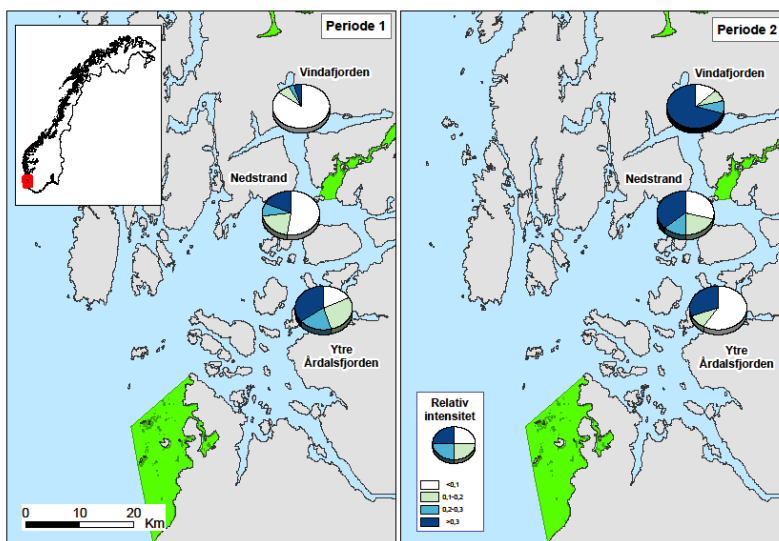 Periode 1
Vindafjorden
Nedstrand
Ytre
Årdalsfjorden
0 10 20
Km
Periode 2
Vindafjorden
Nedstrand
Ytre
Årdalsfjorden
Relativ
intensitet
<0,1
0,1-0,2
0,2-0,3
>0,3